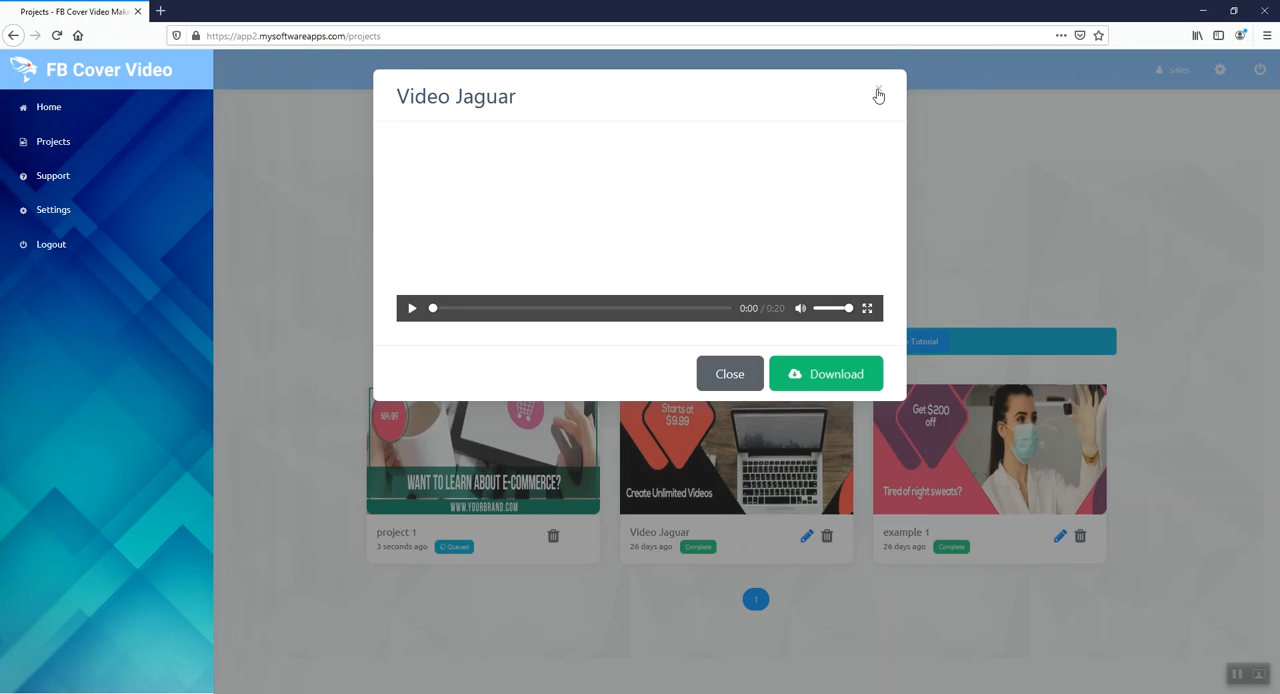 Projects - FB Cover Video Make
https://app2.mysoftwareapps.com/projects
FB Cover Video
sales
Home
Projects
Support
Settings
Logout
Video Jaguar
0:00 / 0:20
Tutorial
Close
Download
50% OFF
WANT TO LEARN ABOUT E-COMMERCE?
WWW.YOURBRAND.COM
Starts at
$9.99
Create Unlimited Videos
Get $200
off
Tired of night sweats?
project 1
3 seconds ago
Queued
Video Jaguar
26 days ago
Complete
example 1
26 days ago
Complete
1